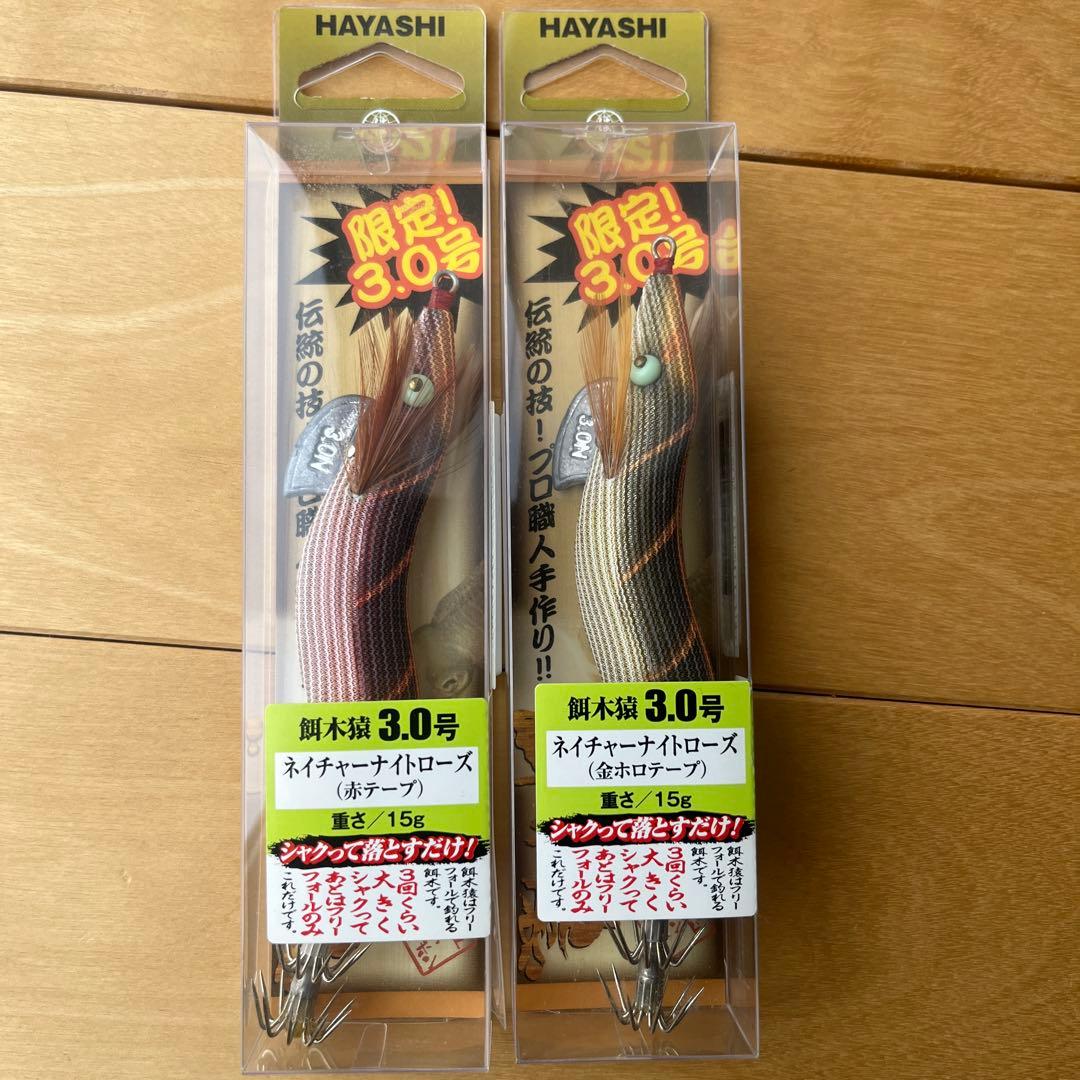 HAYASHI
限定!
3.0号
伝統の技
3.0N
餌木猿 3.0号
ネイチャーナイトローズ
(赤テープ)
重さ/15g
シャクって落とすだけ!
餌木猿はフリー
フォールで釣れる
餌木です。
3回くらい
大きく
シャクって
あとはフリー
フォールのみ
これだけです。
HAYASHI
限定!
3.0号
伝統の技!プロ職人手作り!!
3.0N
餌木猿 3.0号
ネイチャーナイトローズ
(金ホロテープ)
重さ/15g
シャクって落とすだけ!
餌木猿はフリー
フォールで釣れる
餌木です。
3回くらい
大きく
シャクって
あとはフリー
フォールのみ
これだけです。